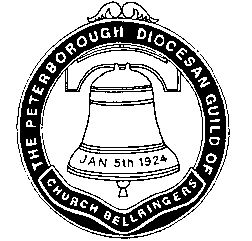 THE PETERBOROUGH DIOCESAN GUILD OF
CHURCH BELLRINGERS
JAN 5th 1924